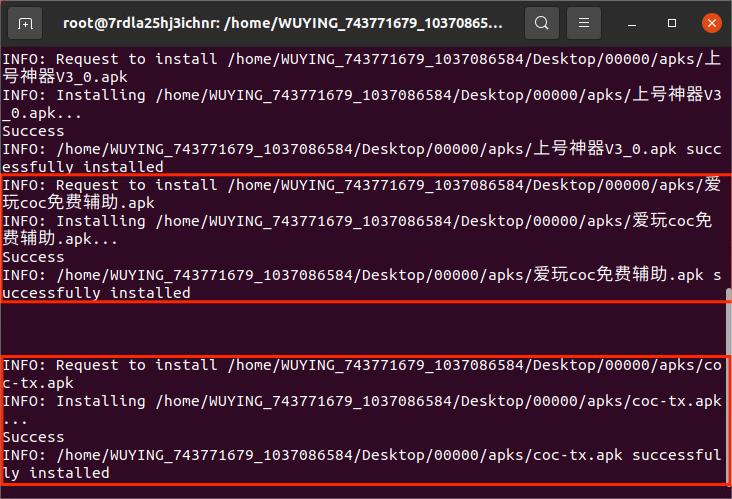 root@7rdla25hj3ichnr: /home/WUYING_743771679_10370865...
INFO: Request to install /home/WUYING_743771679_1037086584/Desktop/00000/apks/上
号神器V3_0.apk
INFO: Installing /home/WUYING_743771679_1037086584/Desktop/00000/apks/上号神器V3
_0.apk...
Success
INFO: /home/WUYING_743771679_1037086584/Desktop/00000/apks/上号神器V3_0.apk succ
essfully installed
INFO: Request to install /home/WUYING_743771679_1037086584/Desktop/00000/apks/爱
玩coc免费辅助.apk
INFO: Installing /home/WUYING_743771679_1037086584/Desktop/00000/apks/爱玩coc免
费辅助.apk...
Success
INFO: /home/WUYING_743771679_1037086584/Desktop/00000/apks/爱玩coc免费辅助.apk s
uccessfully installed
INFO: Request to install /home/WUYING_743771679_1037086584/Desktop/00000/apks/co
c-tx.apk
INFO: Installing /home/WUYING_743771679_1037086584/Desktop/00000/apks/coc-tx.apk
...
Success
INFO: /home/WUYING_743771679_1037086584/Desktop/00000/apks/coc-tx.apk successful
ly installed